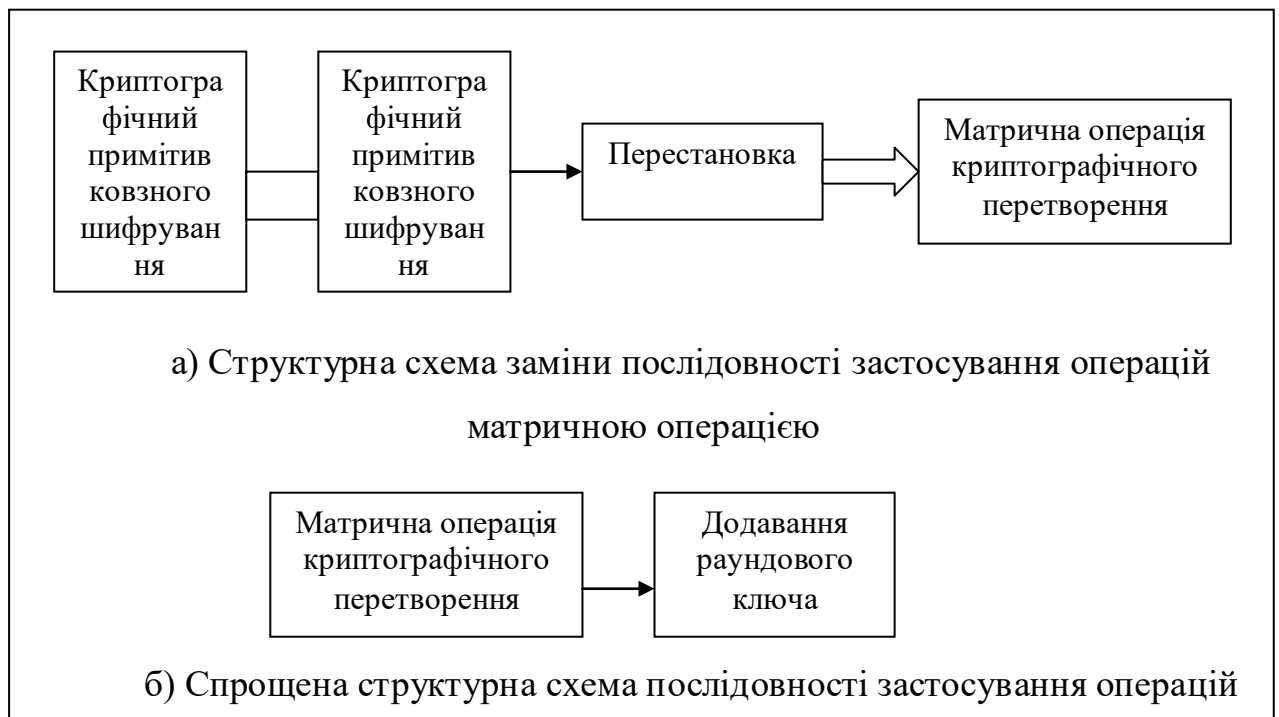 Криптогра
фічний
примітив
ковзного
шифруван
ня
Криптогра
фічний
примітив
ковзного
шифруван
ня
Перестановка
Матрична операція
криптографічного
перетворення
а) Структурна схема заміни послідовності застосування операцій
матричною операцією
Матрична операція
криптографічного
перетворення
Додавання
раундового
ключа
б) Спрощена структурна схема послідовності застосування операцій